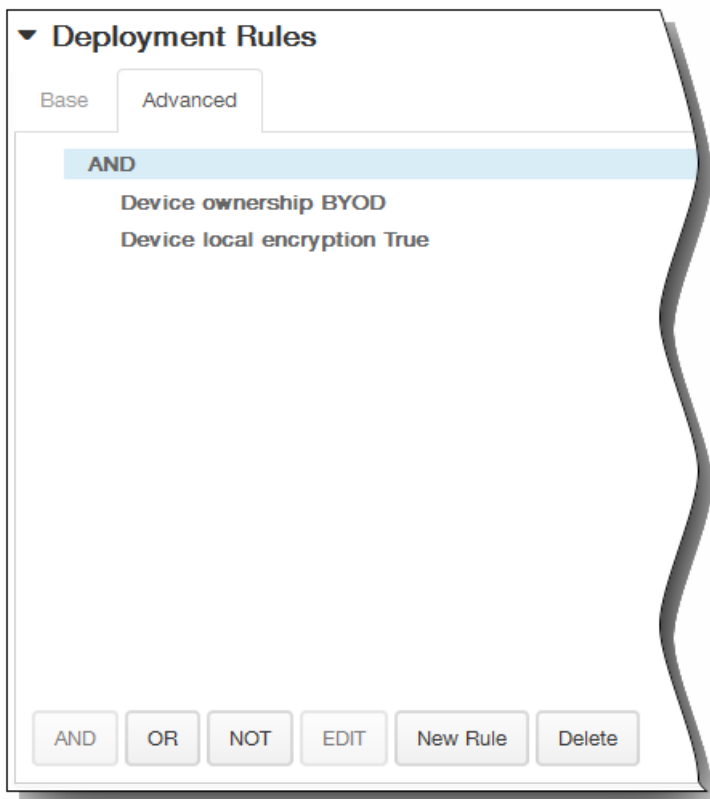 Deployment Rules
Base Advanced
AND
Device ownership BYOD
Device local encryption True
AND OR NOT EDIT New Rule Delete